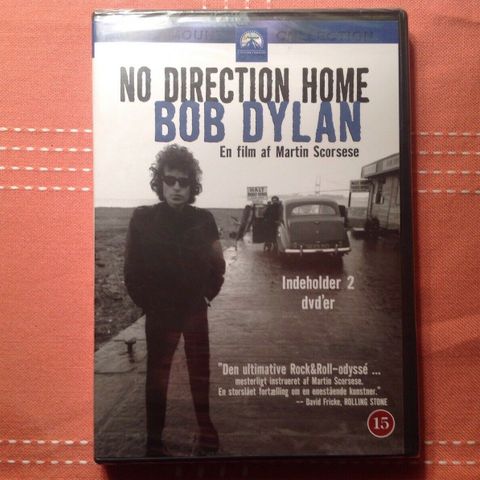 NO DIRECTION HOME
BOB DYLAN
En film af Martin Scorsese
HALT
Indeholder 2
dvd'er
"Den ultimative Rock&Roll-odyssé ...
mesterligt instrueret af Martin Scorsese.
En storslået fortælling om en enestående kunstner."
-- David Fricke, ROLLING STONE
15